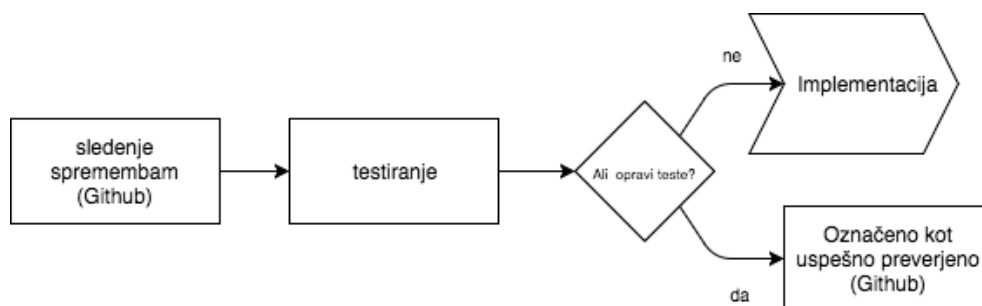 sledenje
spremembam
(Github)
testiranje
Ali opravi teste?
ne
Implementacija
da
Označeno kot
uspešno preverjeno
(Github)